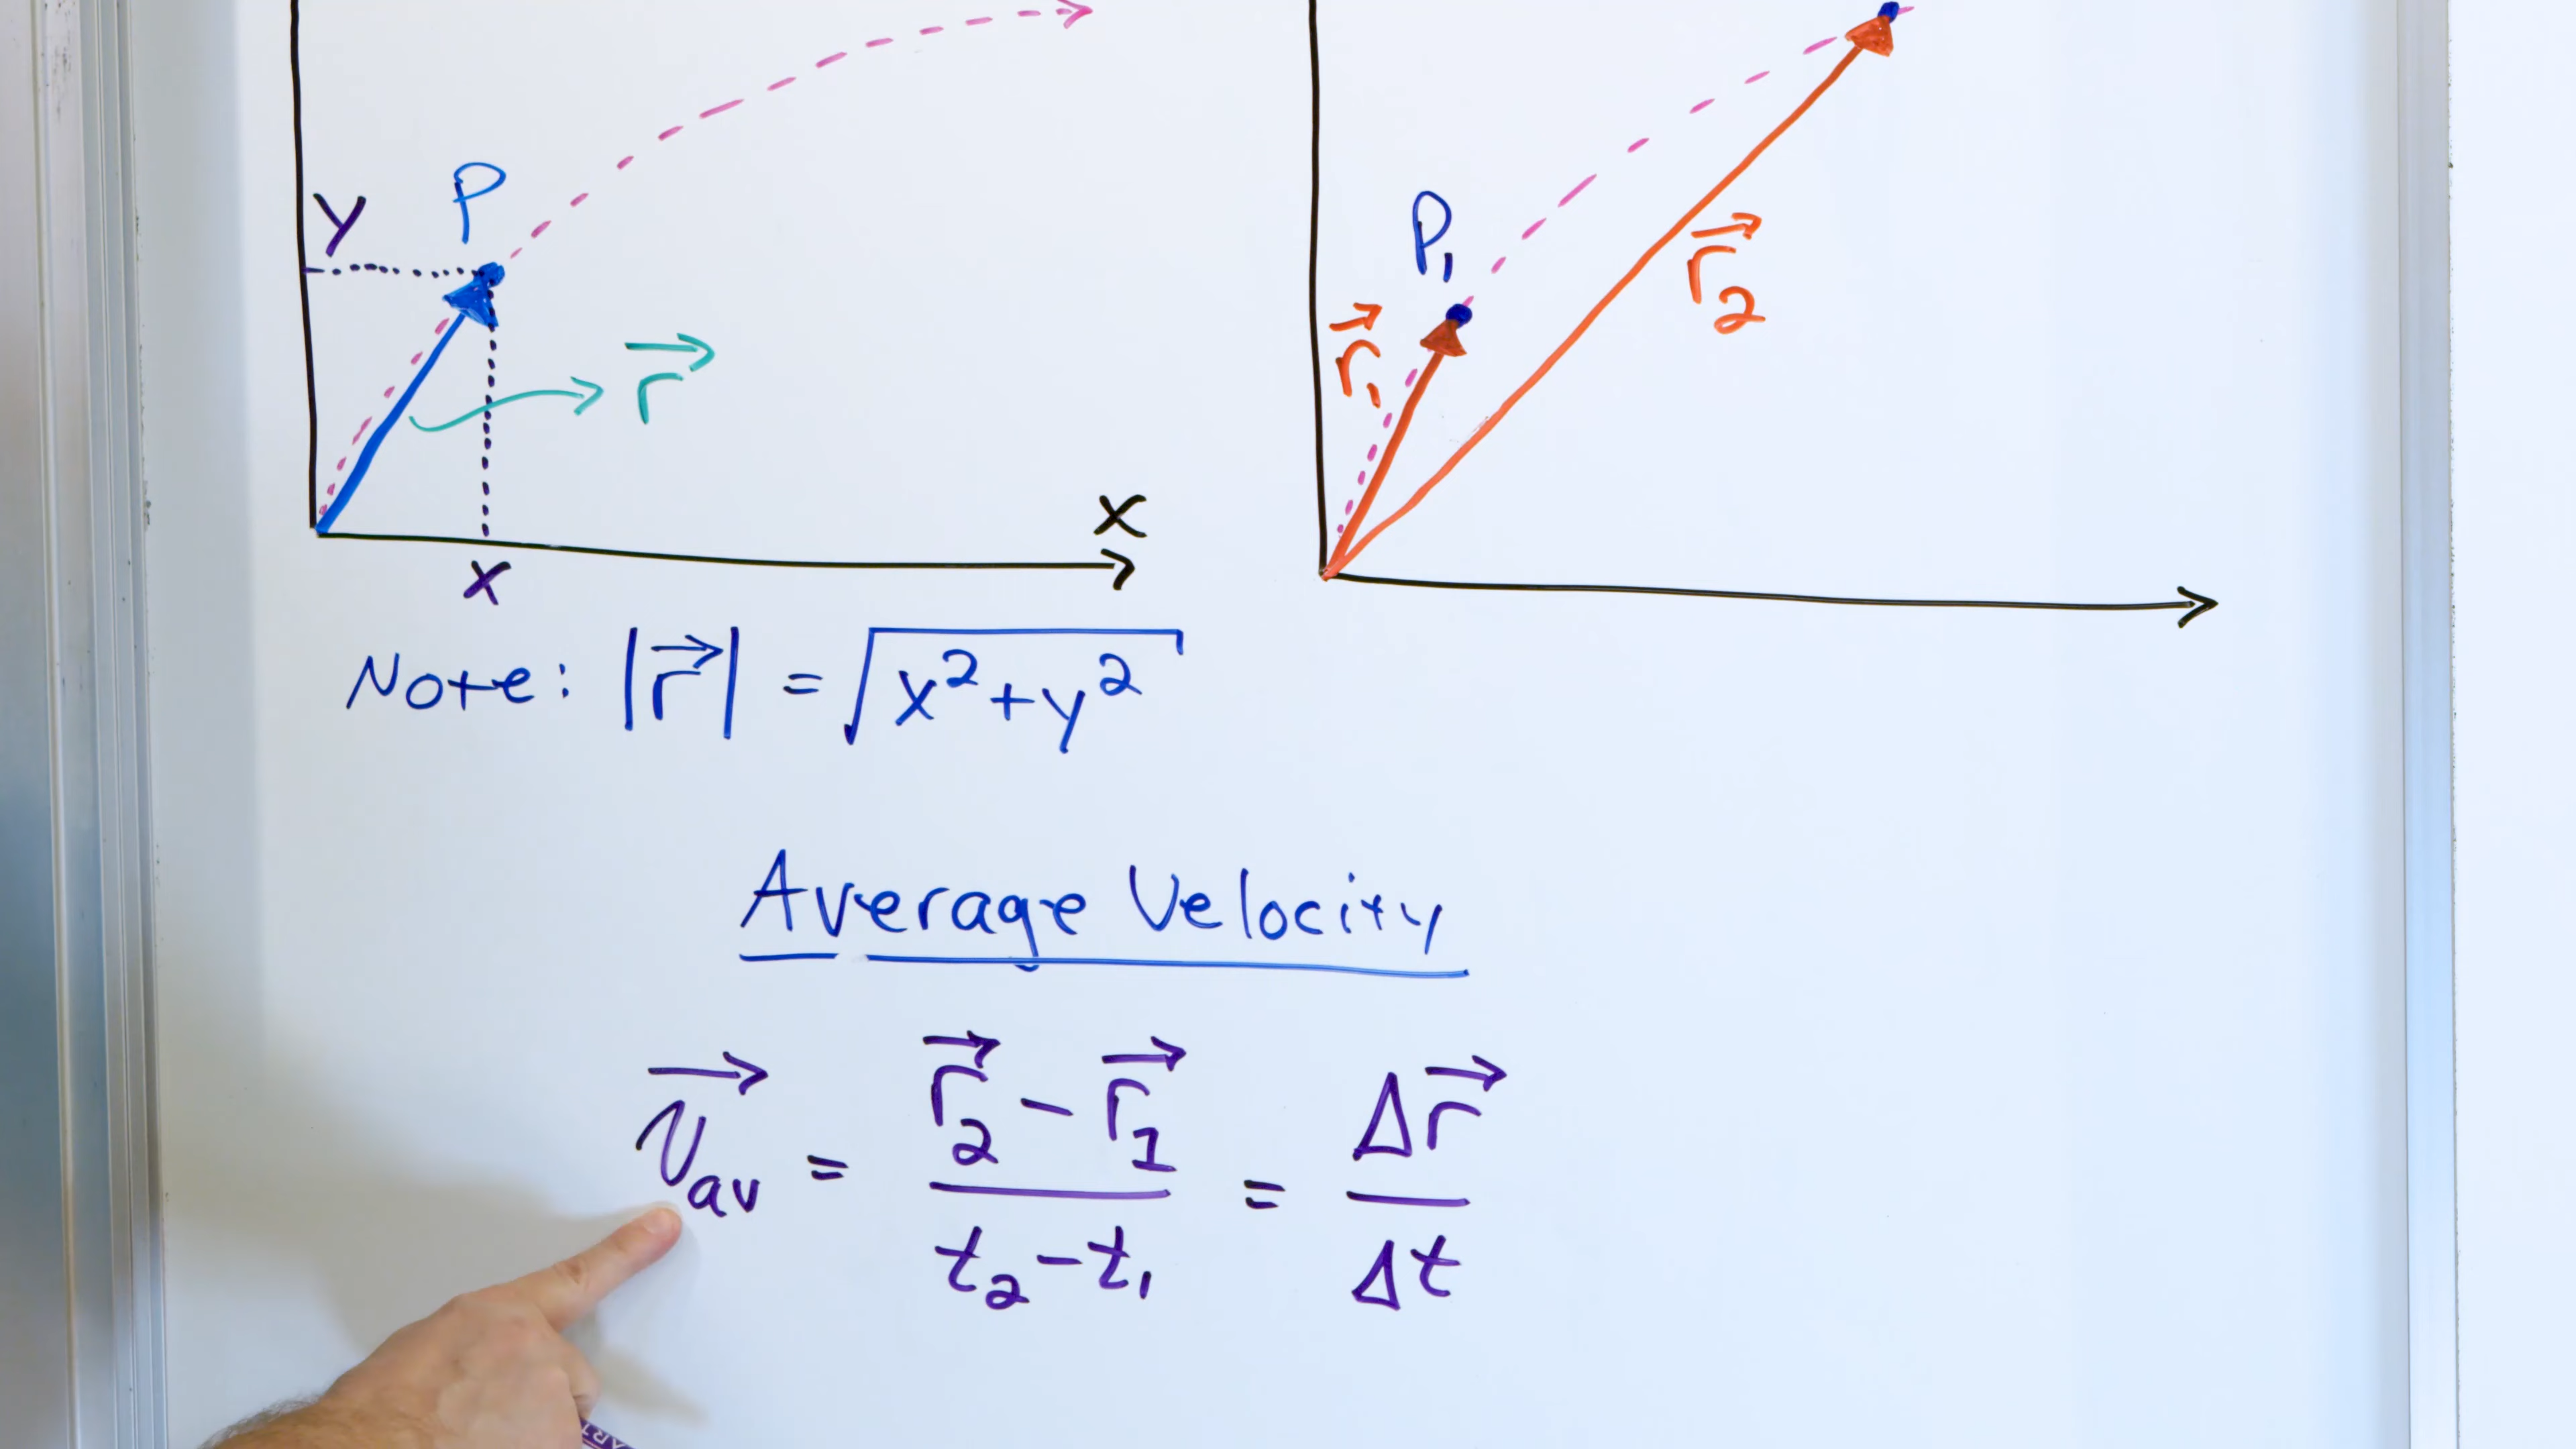 y
P
r⃗
x
x
P₁
r⃗₁
r⃗₂
Note: |r⃗| = √(x² + y²)
Average Velocity
v⃗av = (r⃗₂ − r⃗₁)/(t₂ − t₁) = Δr⃗/Δt